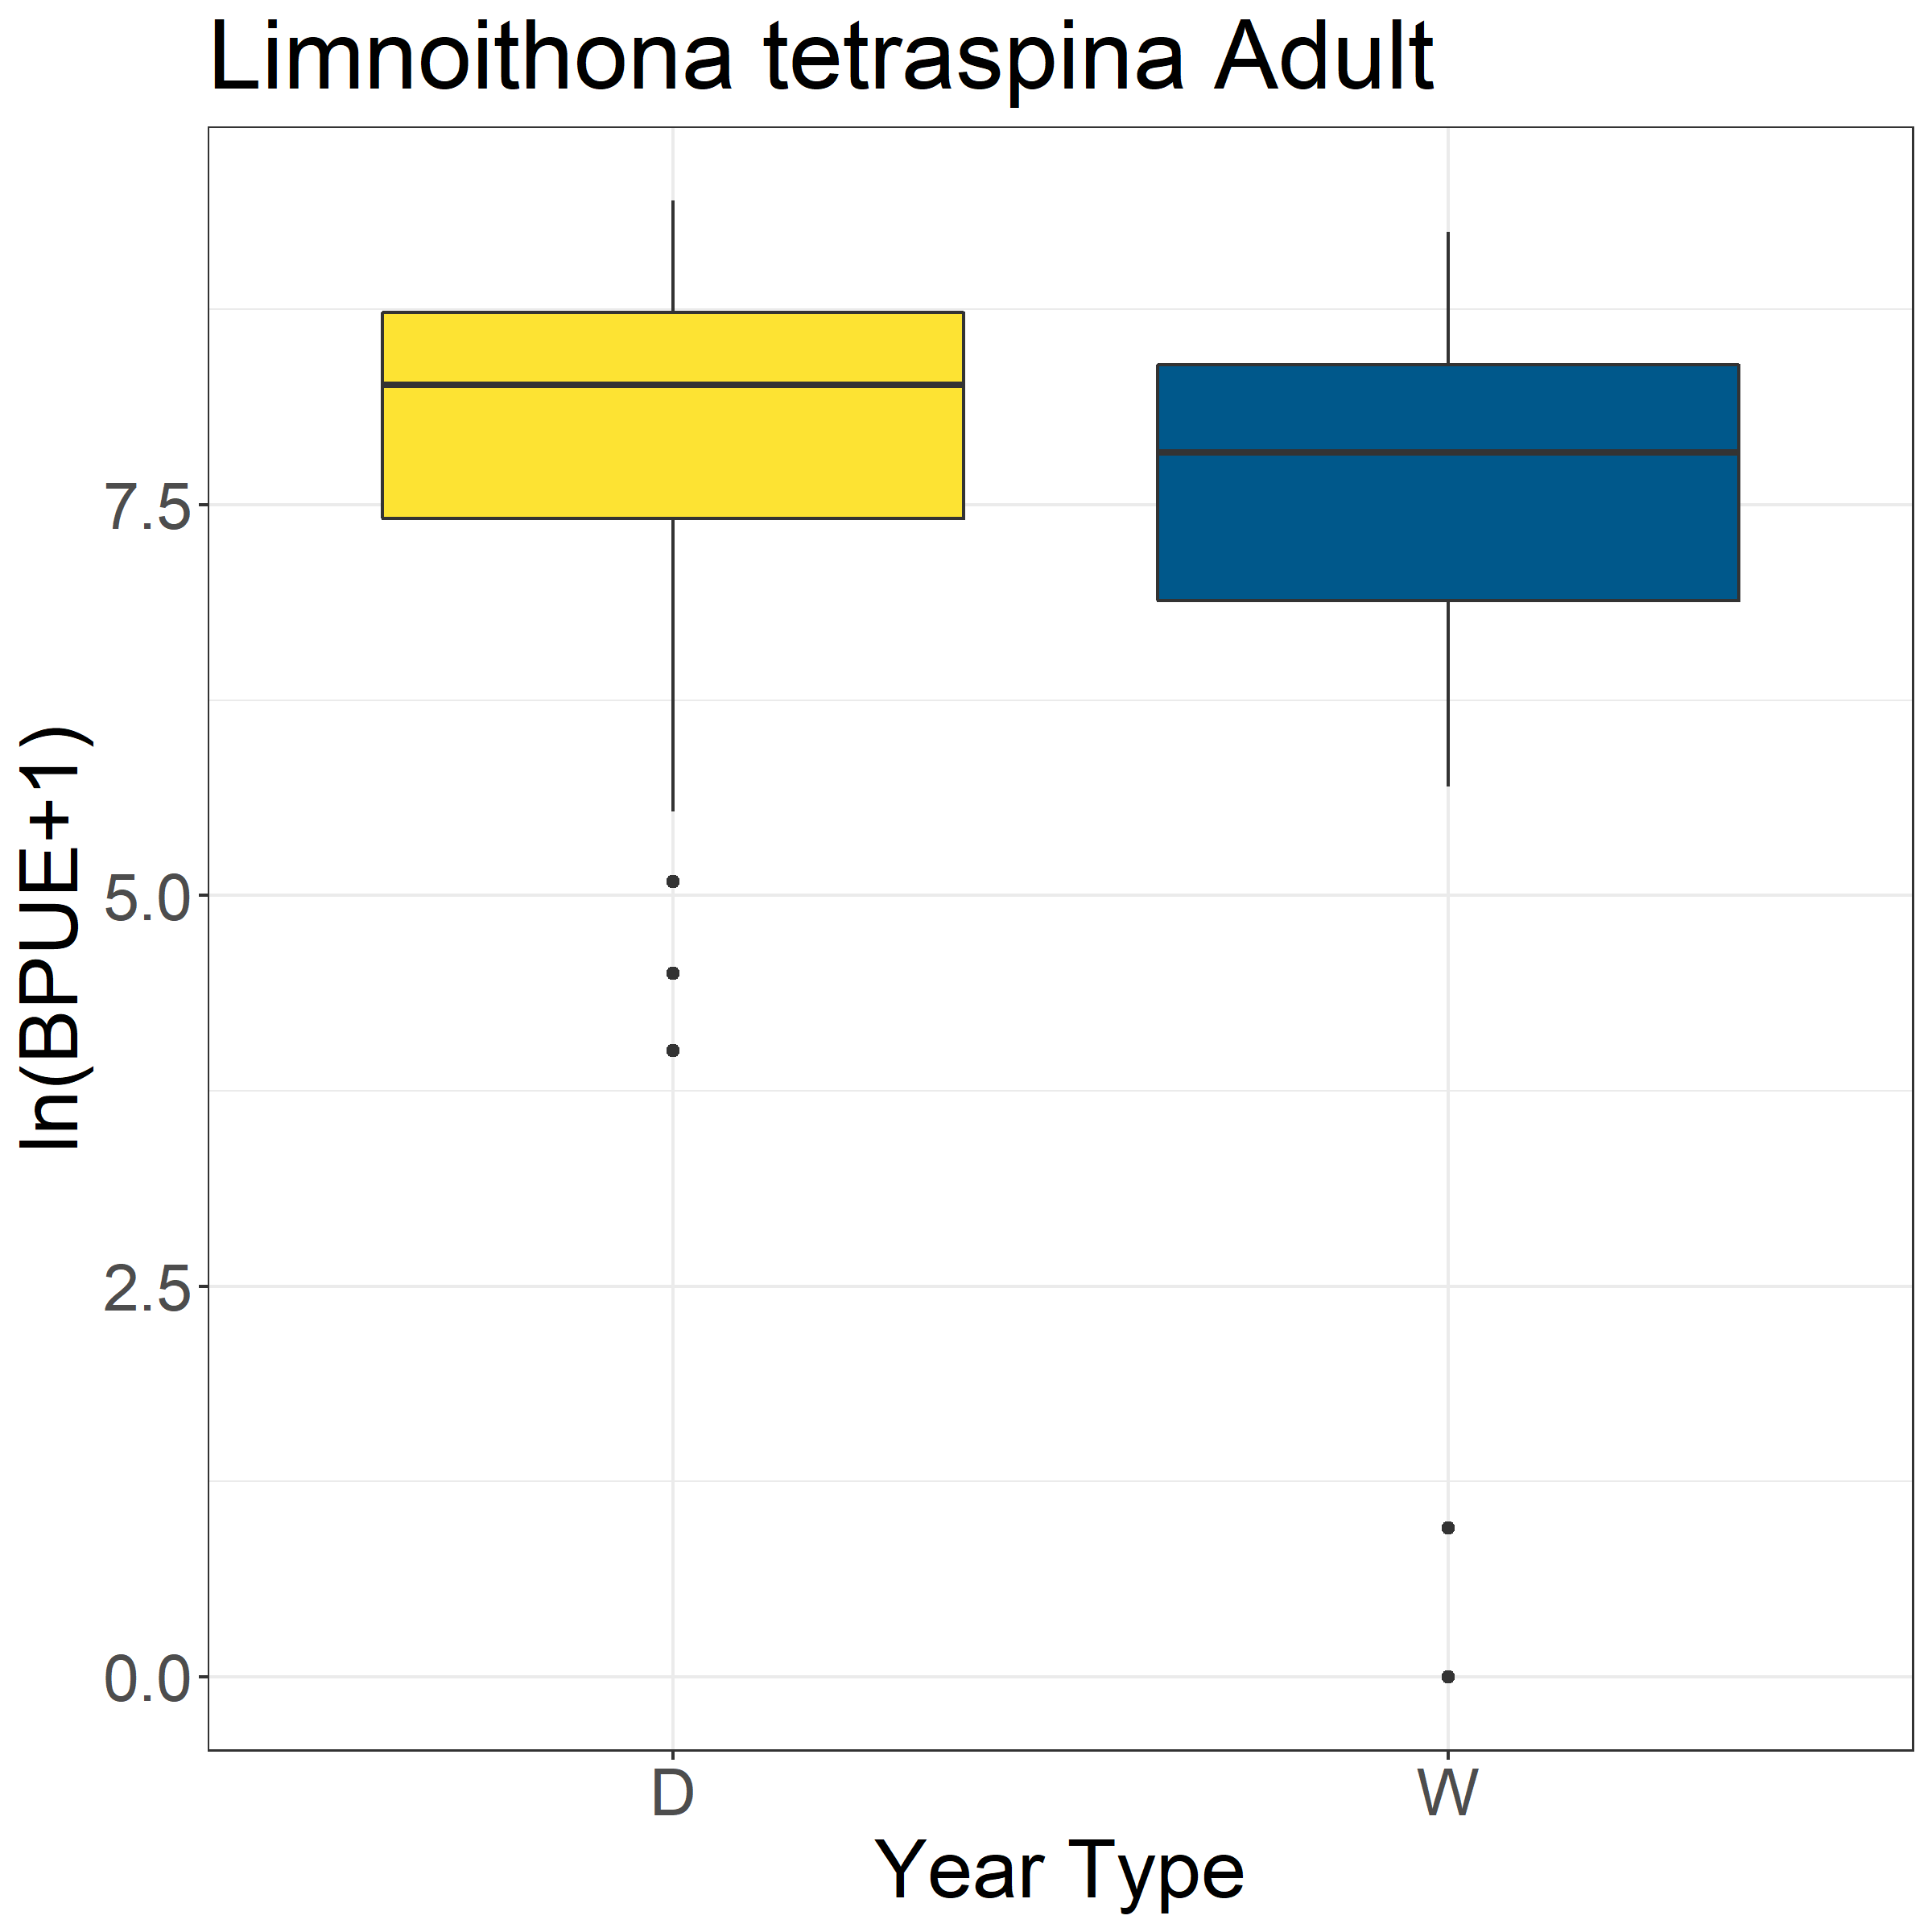 Limnoithona tetraspina Adult
ln(BPUE+1)
7.5
5.0
2.5
0.0
D
W
Year Type